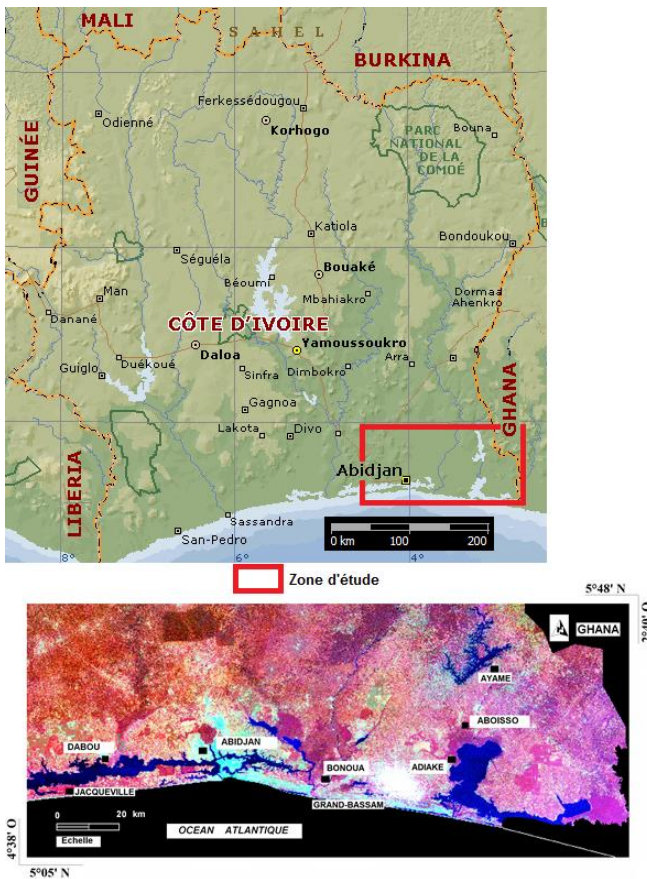 MALI
SAHEL
BURKINA
Ferkessédougou
Odienné
Korhogo
PARC
NATIONAL
DE LA
COMOÉ
Bouna
GUINÉE
Katiola
Bondoukou
Séguéla
Bouaké
Béoumi
Mbahiakro
Man
Dormaa
Ahenkro
Danané
CÔTE D'IVOIRE
Yamoussoukro
Daloa
Duékoué
Guiglo
Sinfra
Dimbokro
Arra
Gagnoa
GHANA
Lakota
Divo
Abidjan
LIBERIA
Sassandra
San-Pedro
0 km 100 200
8° 6° 4°
Zone d'étude
5°48' N
2°40' O
GHANA
AYAME
ABOISSO
DABOU
ABIDJAN
BONOUA
ADIAKE
JACQUEVILLE
GRAND-BASSAM
0 20 km
Echelle
OCEAN ATLANTIQUE
4°38' O
5°05' N